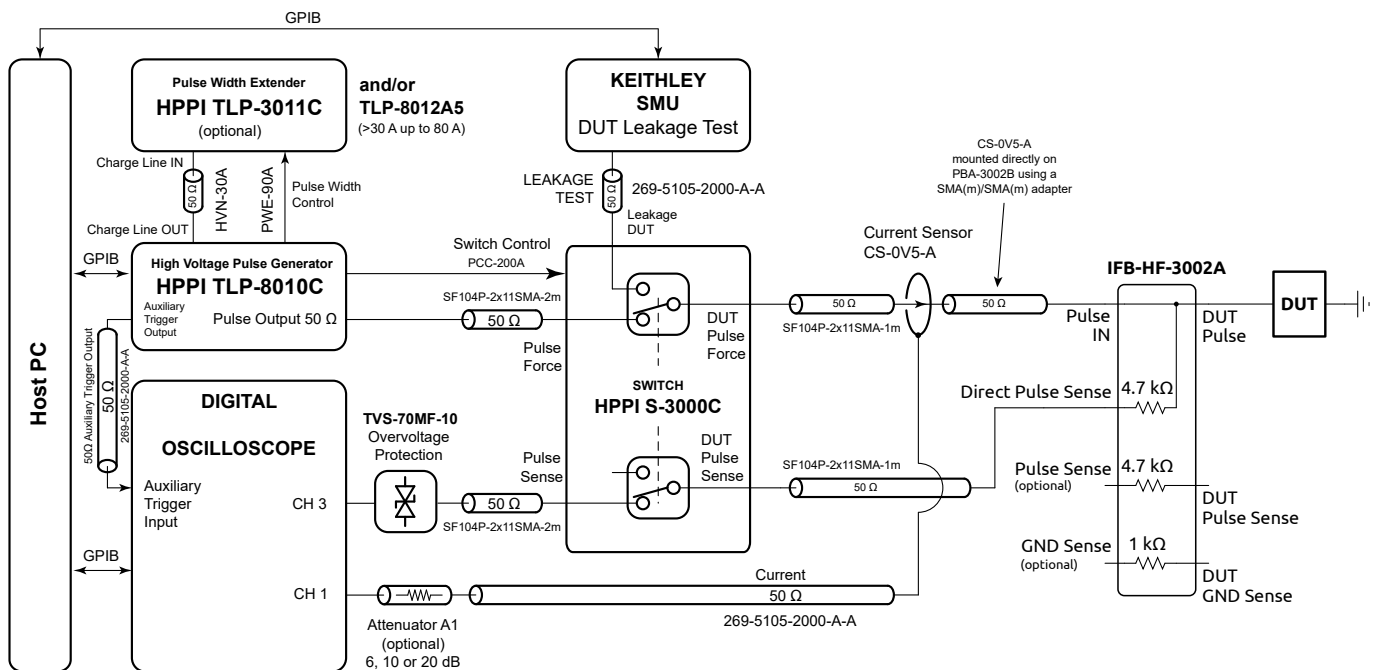 GPIB
Host PC
Pulse Width Extender
HPPI TLP-3011C
(optional)
and/or
TLP-8012A5
(>30 A up to 80 A)
KEITHLEY
SMU
DUT Leakage Test
Charge Line IN
50 Ω
HVN-30A
PWE-90A
Pulse Width
Control
Charge Line OUT
LEAKAGE
TEST
50 Ω
269-5105-2000-A-A
Leakage
DUT
CS-0V5-A
mounted directly on
PBA-3002B using a
SMA(m)/SMA(m) adapter
GPIB
High Voltage Pulse Generator
HPPI TLP-8010C
Auxiliary
Trigger
Output
Pulse Output 50 Ω
Switch Control
PCC-200A
SF104P-2x11SMA-2m
50 Ω
Pulse
Force
DUT
Pulse
Force
50 Ω
SF104P-2x11SMA-1m
Current Sensor
CS-0V5-A
50 Ω
IFB-HF-3002A
Pulse
IN
DUT
Pulse
DUT
50Ω Auxiliary Trigger Output
50 Ω
269-5105-2000-A-A
DIGITAL
OSCILLOSCOPE
Auxiliary
Trigger
Input
CH 3
CH 1
TVS-70MF-10
Overvoltage
Protection
Pulse
Sense
50 Ω
SF104P-2x11SMA-2m
SWITCH
HPPI S-3000C
DUT
Pulse
Sense
SF104P-2x11SMA-1m
50 Ω
Direct Pulse Sense
4.7 kΩ
Pulse Sense
(optional)
4.7 kΩ
DUT
Pulse Sense
GND Sense
(optional)
1 kΩ
DUT
GND Sense
GPIB
Attenuator A1
(optional)
6, 10 or 20 dB
Current
50 Ω
269-5105-2000-A-A